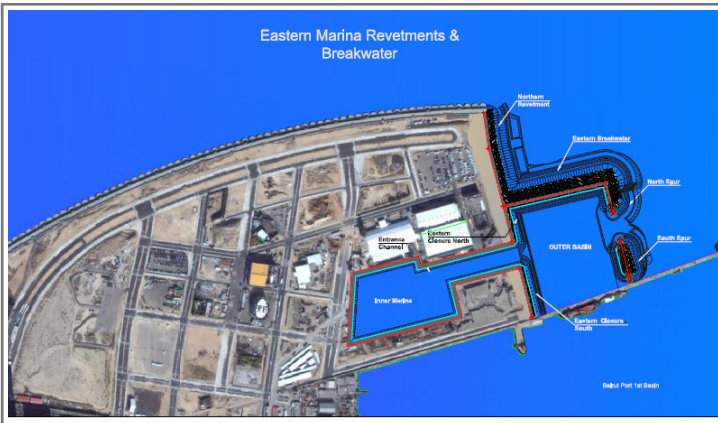 Eastern Marina Revetments &
Breakwater
Northern
Revetment
Eastern Breakwater
North Spur
South Spur
Entrance
Channel
Eastern
Closure North
OUTER BASIN
Inner Marina
Eastern Closure
South
Beirut Port 1st Basin